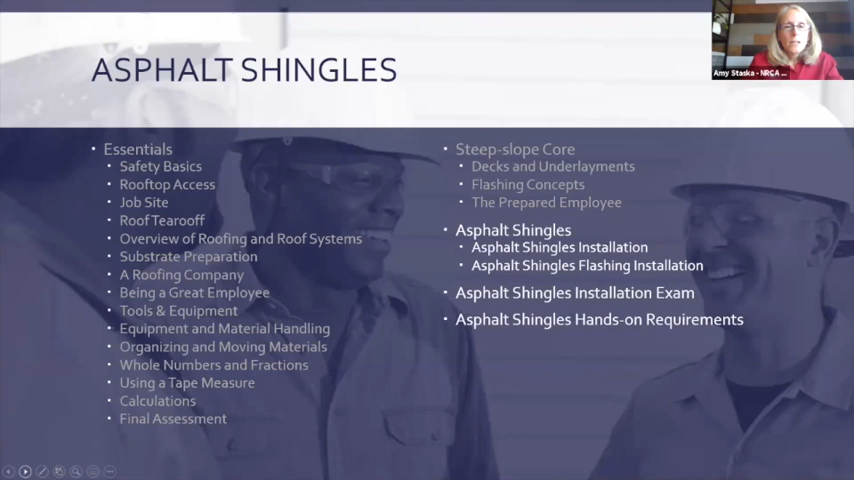 ASPHALT SHINGLES
Amy Staska - NRCA ...
Essentials
Safety Basics
Rooftop Access
Job Site
Roof Tearoff
Overview of Roofing and Roof Systems
Substrate Preparation
A Roofing Company
Being a Great Employee
Tools & Equipment
Equipment and Material Handling
Organizing and Moving Materials
Whole Numbers and Fractions
Using a Tape Measure
Calculations
Final Assessment
Steep-slope Core
Decks and Underlayments
Flashing Concepts
The Prepared Employee
Asphalt Shingles
Asphalt Shingles Installation
Asphalt Shingles Flashing Installation
Asphalt Shingles Installation Exam
Asphalt Shingles Hands-on Requirements